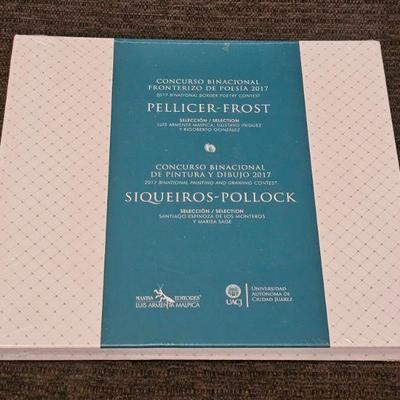 CONCURSO BINACIONAL
FRONTERIZO DE POESÍA 2017
2017 BINATIONAL BORDER POETRY CONTEST
PELLICER-FROST
SELECCIÓN / SELECTION
LUIS ARMENTA MALPICA, GUSTAVO ÍÑIGUEZ
Y RIGOBERTO GONZÁLEZ
CONCURSO BINACIONAL
DE PINTURA Y DIBUJO 2017
2017 BINATIONAL PAINTING AND DRAWING CONTEST
SIQUEIROS-POLLOCK
SELECCIÓN / SELECTION
SANTIAGO ESPINOZA DE LOS MONTEROS
Y MARISA SAGE
MANTIS EDITORES
LUIS ARMENTA MALPICA
UACJ
UNIVERSIDAD
AUTÓNOMA DE
CIUDAD JUÁREZ